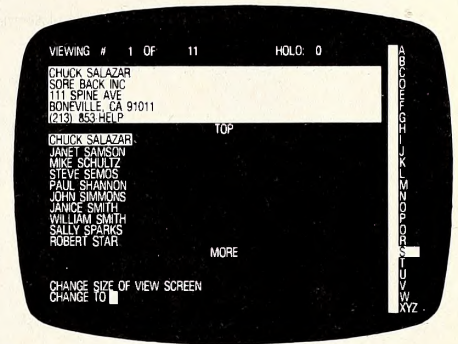 VIEWING # 1 OF 11 HOLO: 0
CHUCK SALAZAR
SORE BACK INC
111 SPINE AVE
BONEVILLE, CA 91011
(213) 853-HELP
TOP
CHUCK SALAZAR
JANET SAMSON
MIKE SCHULTZ
STEVE SEMOS
PAUL SHANNON
JOHN SIMMONS
JANICE SMITH
WILLIAM SMITH
SALLY SPARKS
ROBERT STAR
MORE
CHANGE SIZE OF VIEW SCREEN
CHANGE TO
A
B
C
O
E
F
G
H
I
J
K
L
M
N
O
P
O
R
S
T
U
V
W
XYZ